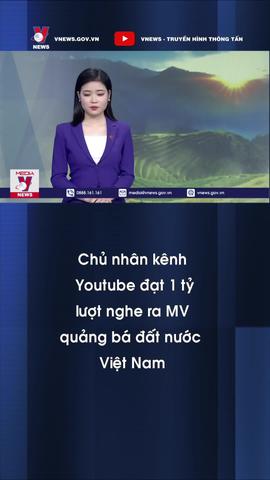 NEWS
VNEWS.GOV.VN
VNEWS - TRUYỀN HÌNH THÔNG TẤN
MEDIA
NEWS
0888.161.161
media@vnews.gov.vn
vnews.gov.vn
Chủ nhân kênh
Youtube đạt 1 tỷ
lượt nghe ra MV
quảng bá đất nước
Việt Nam